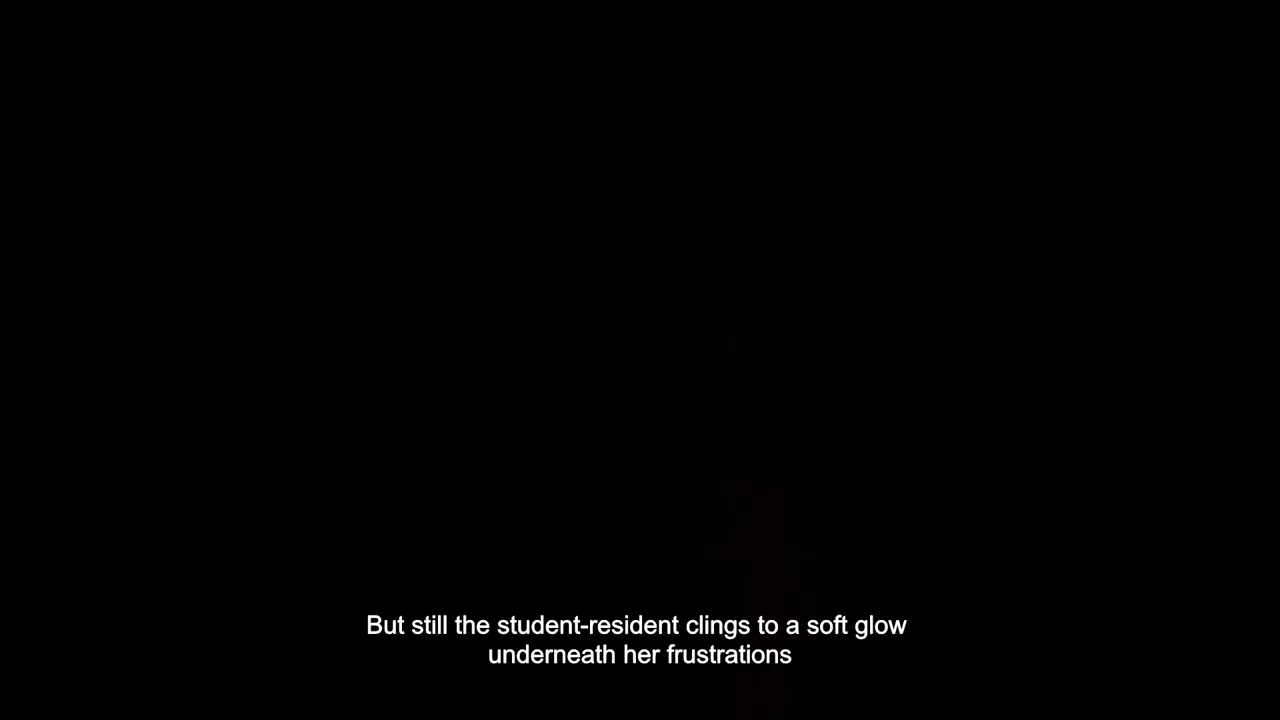 But still the student-resident clings to a soft glow
underneath her frustrations